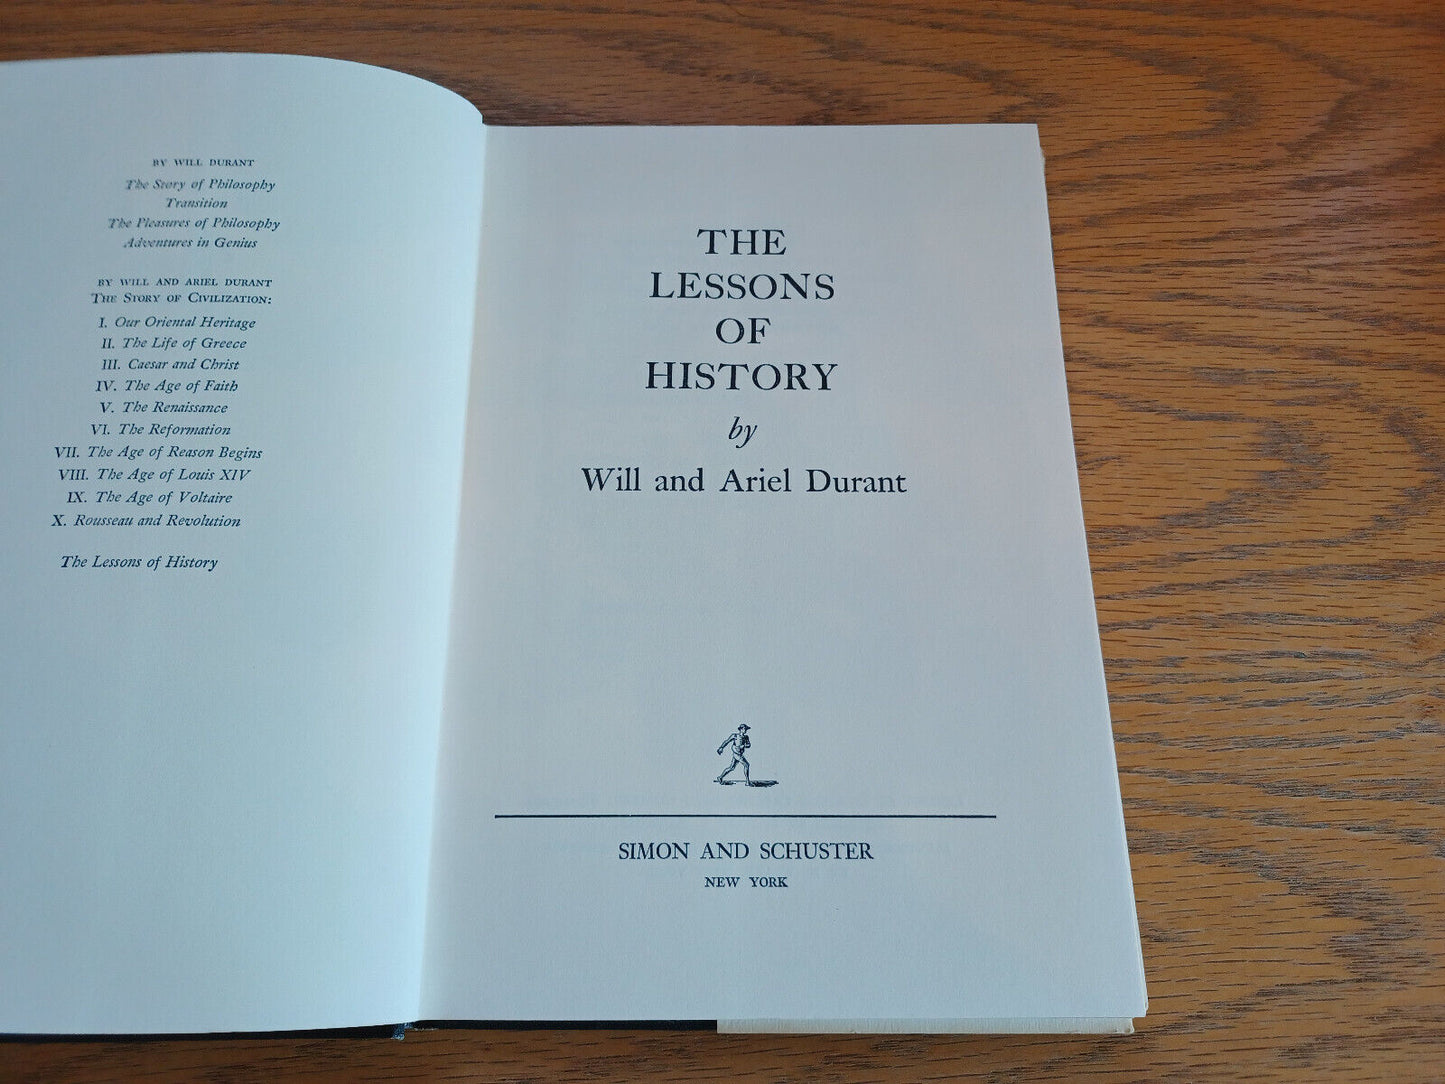 BY WILL DURANT
The Story of Philosophy
Transition
The Pleasures of Philosophy
Adventures in Genius
BY WILL AND ARIEL DURANT
THE STORY OF CIVILIZATION:
I. Our Oriental Heritage
II. The Life of Greece
III. Caesar and Christ
IV. The Age of Faith
V. The Renaissance
VI. The Reformation
VII. The Age of Reason Begins
VIII. The Age of Louis XIV
IX. The Age of Voltaire
X. Rousseau and Revolution
The Lessons of History
THE
LESSONS
OF
HISTORY
by
Will and Ariel Durant
SIMON AND SCHUSTER
NEW YORK